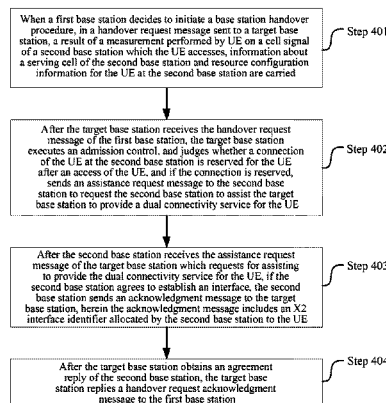 When a first base station decides to initiate a base station handover
procedure, in a handover request message sent to a target base
station, a result of a measurement performed by UE on a cell signal
of a second base station which the UE accesses, information about
a serving cell of the second base station and resource configuration
information for the UE at the second base station are carried
Step 401
After the target base station receives the handover request
message of the first base station, the target base station
executes an admission control, and judges whether a connection
of the UE at the second base station is reserved for the UE
after an access of the UE, and if the connection is reserved,
sends an assistance request message to the second base
station to request the second base station to assist the target
base station to provide a dual connectivity service for the UE
Step 402
After the second base station receives the assistance request
message of the target base station which requests for assisting
to provide the dual connectivity service for the UE, if the
second base station agrees to establish an interface, the second
base station sends an acknowledgment message to the target
base station, herein the acknowledgment message includes an X2
interface identifier allocated by the second base station to the UE
Step 403
After the target base station obtains an agreement
reply of the second base station, the target base
station replies a handover request acknowledgment
message to the first base station
Step 404